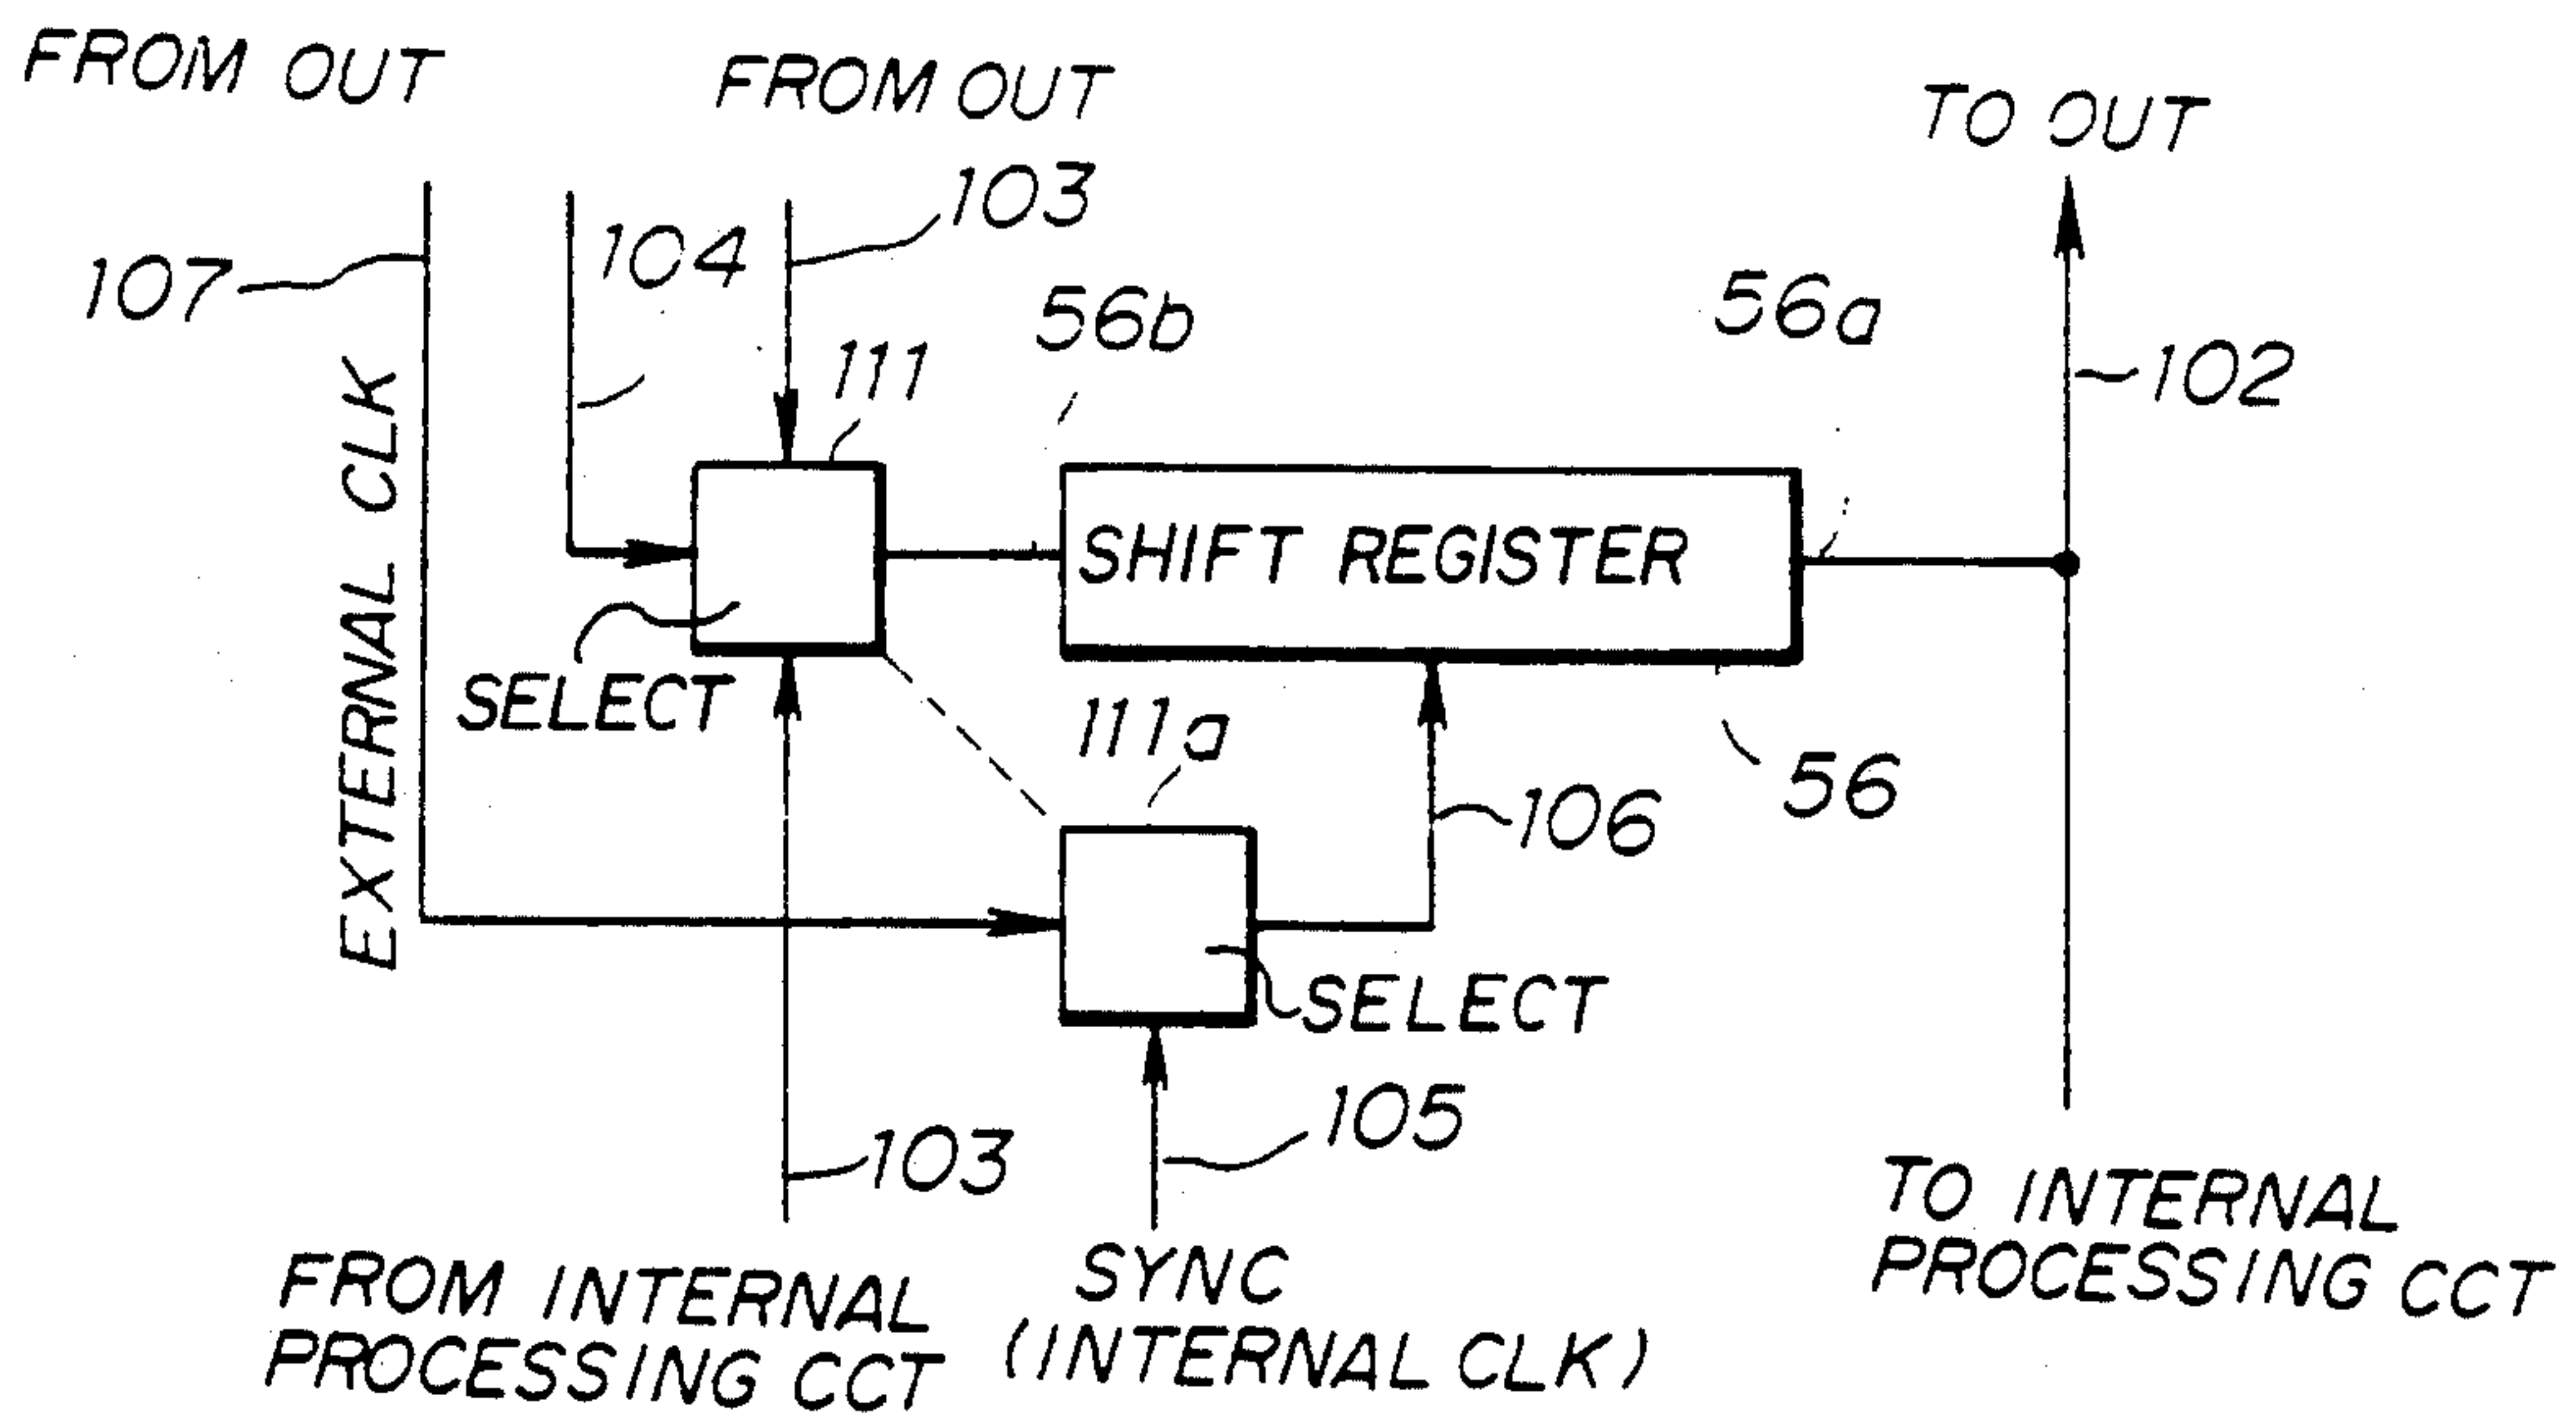 FROM OUT
FROM OUT
TO OUT
103
104
107
56b
56a
111
102
EXTERNAL CLK
SHIFT REGISTER
SELECT
111a
56
106
SELECT
105
103
FROM INTERNAL
PROCESSING CCT
SYNC
(INTERNAL CLK)
TO INTERNAL
PROCESSING CCT